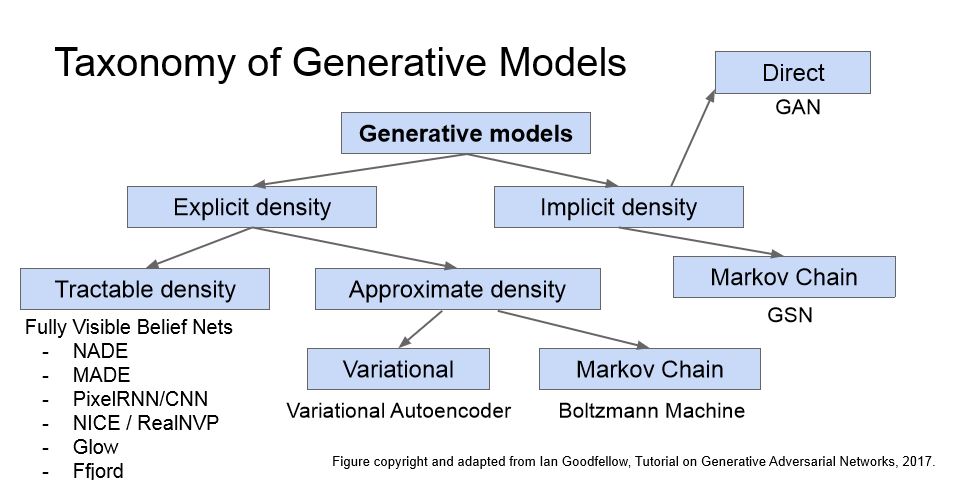 Taxonomy of Generative Models
Direct
GAN
Generative models
Explicit density
Implicit density
Tractable density
Approximate density
Markov Chain
GSN
Fully Visible Belief Nets
- NADE
- MADE
- PixelRNN/CNN
- NICE / RealNVP
- Glow
- Ffjord
Variational
Markov Chain
Variational Autoencoder
Boltzmann Machine
Figure copyright and adapted from Ian Goodfellow, Tutorial on Generative Adversarial Networks, 2017.